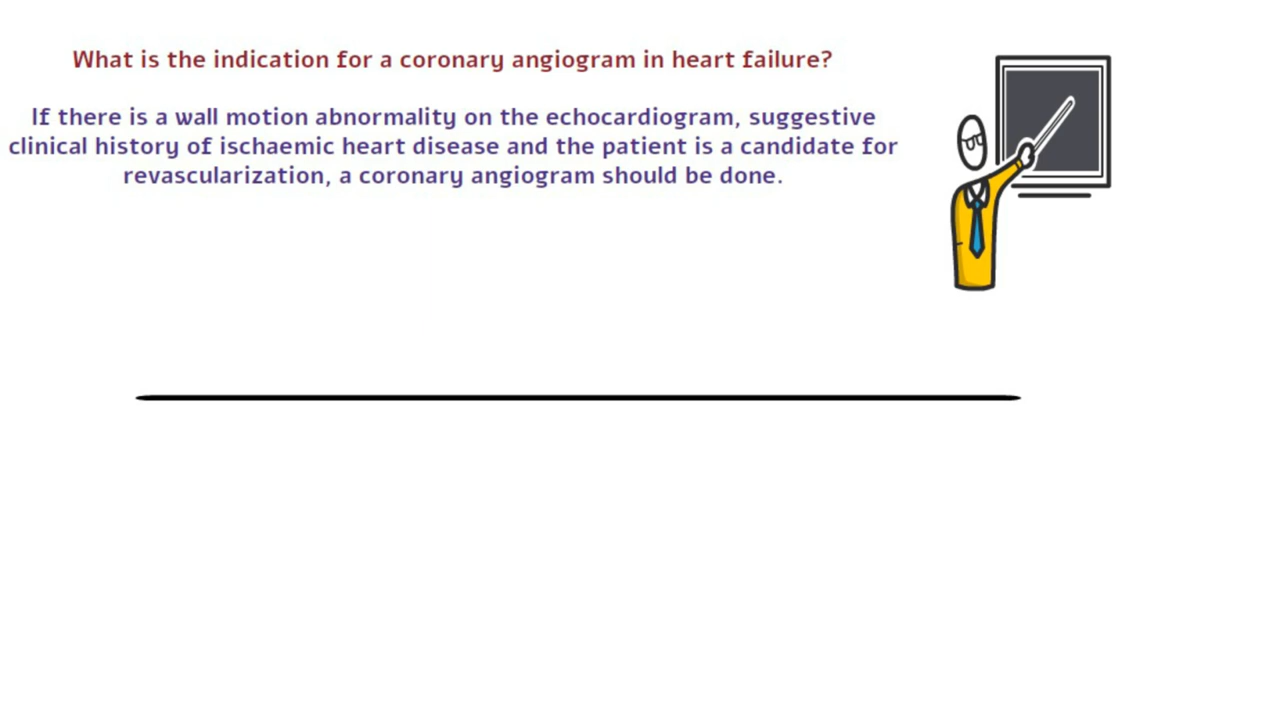 What is the indication for a coronary angiogram in heart failure?
If there is a wall motion abnormality on the echocardiogram, suggestive
clinical history of ischaemic heart disease and the patient is a candidate for
revascularization, a coronary angiogram should be done.